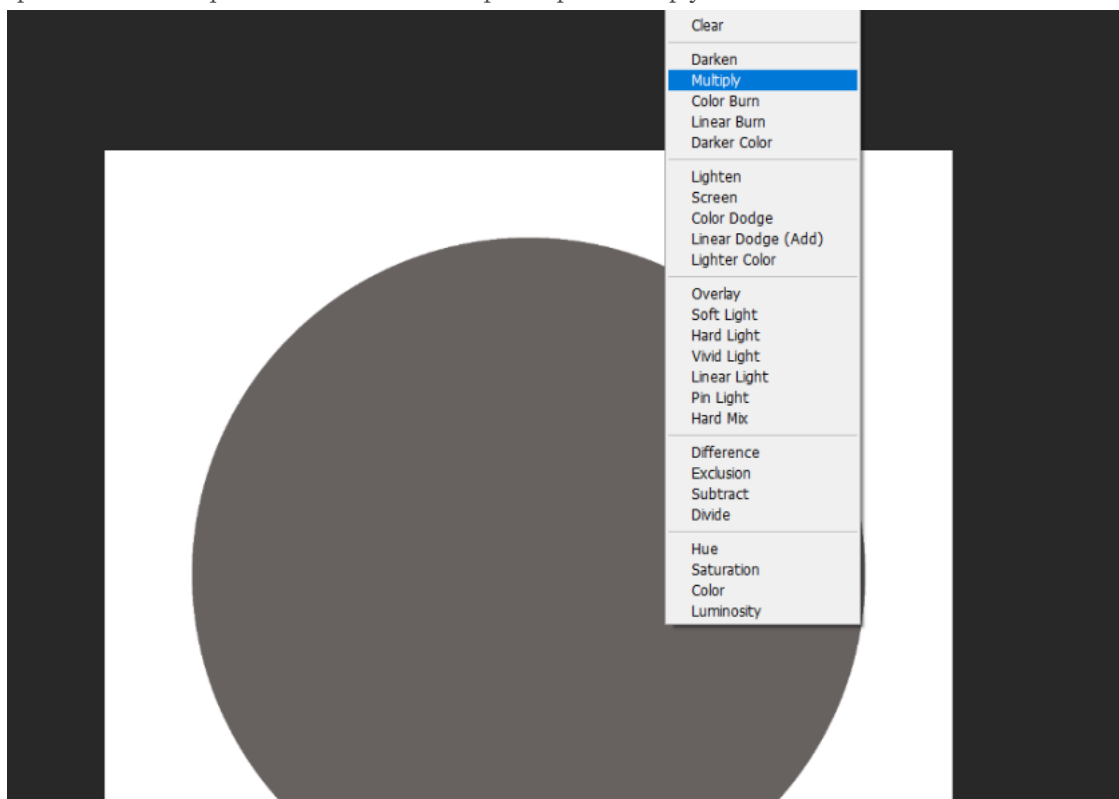 Clear
Darken
Multiply
Color Burn
Linear Burn
Darker Color
Lighten
Screen
Color Dodge
Linear Dodge (Add)
Lighter Color
Overlay
Soft Light
Hard Light
Vivid Light
Linear Light
Pin Light
Hard Mix
Difference
Exclusion
Subtract
Divide
Hue
Saturation
Color
Luminosity